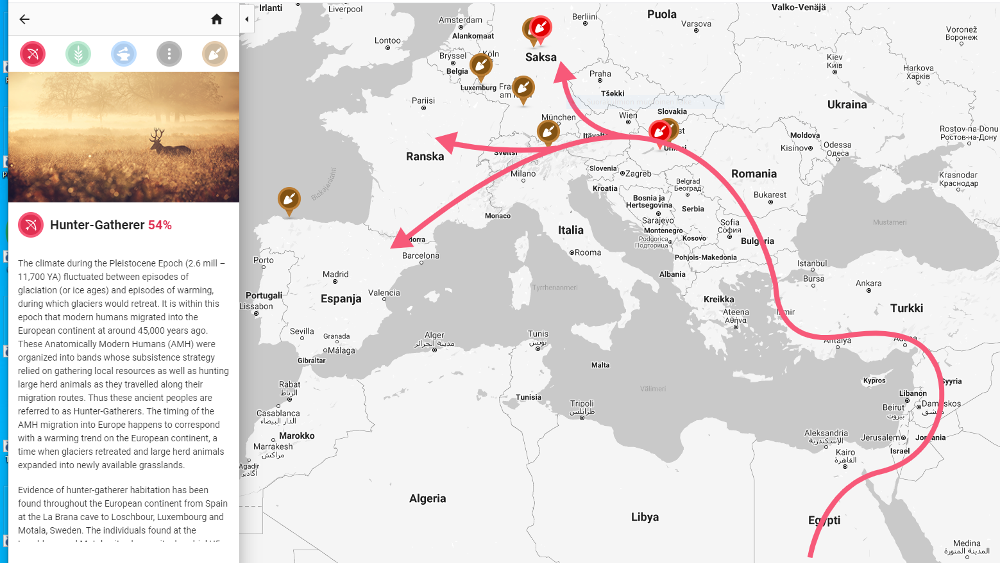 Hunter-Gatherer 54%
The climate during the Pleistocene Epoch (2.6 mill –
11,700 YA) fluctuated between episodes of
glaciation (or ice ages) and episodes of warming,
during which glaciers would retreat. It is within this
epoch that modern humans migrated into the
European continent at around 45,000 years ago.
These Anatomically Modern Humans (AMH) were
organized into bands whose subsistence strategy
relied on gathering local resources as well as hunting
large herd animals as they travelled along their
migration routes. Thus these ancient peoples are
referred to as Hunter-Gatherers. The timing of the
AMH migration into Europe happens to correspond
with a warming trend on the European continent, a
time when glaciers retreated and large herd animals
expanded into newly available grasslands.
Evidence of hunter-gatherer habitation has been
found throughout the European continent from Spain
at the La Brana cave to Loschbour, Luxembourg and
Motala, Sweden. The individuals found at the
Irlanti
Liverpool
Valko-Venäjä
Puola
Amsterdam
Berliini
Varsova
Alankomaat
Voronež
Воронеж
Lontoo
Bryssel
Köln
Saksa
Kiev
Київ
Belgia
Harkova
Харків
Praha
Luxemburg
Tšekki
Pariisi
Ukraina
Slovakia
München
Wien
Rostov-na-Donu
Ростов-на-Дону
Moldova
Kisinov
Odessa
Одеса
Ranska
Sveitsi
Unkari
Slovenia
Zagreb
Milano
Romania
Krasnodar
Краснодар
Biskajanlahti
Kroatia
Belgrad
Београд
Bosnia ja
Hertsegovina
Bukarest
Serbia
Monaco
Sarajevo
Sofia
София
Mustameri
Italia
Montenegro
Kosovo
Podgorica
Подгорица
Bulgaria
Rooma
Barcelona
Pohjois-Makedonia
Porto
Istanbul
Albania
Madrid
Bursa
Ankara
Tyrrhenanmeri
Valencia
Portugali
Espanja
Kreikka
Lissabon
Turkki
Ateena
Αθήνα
Izmir
Sevilla
Granada
Alger
مدينة الجزائر
Tunis
تونس
Antalya
Adana
Málaga
Gibraltar
Malta
Kypros
Syyria
Rabat
الرباط
Välimeri
Libanon
Tunisia
Tripoli
طرابلس
Beirut
بيروت
Damaskos
Casablanca
الدار البيضاء
Marokko
Aleksandria
الإسكندرية
Jerusalem
Jordania
Marrakesh
مراكش
Israel
Kairo
القاهرة
Agadir
أكادير
Algeria
Libya
Egypti
Medina
المدينة المنورة